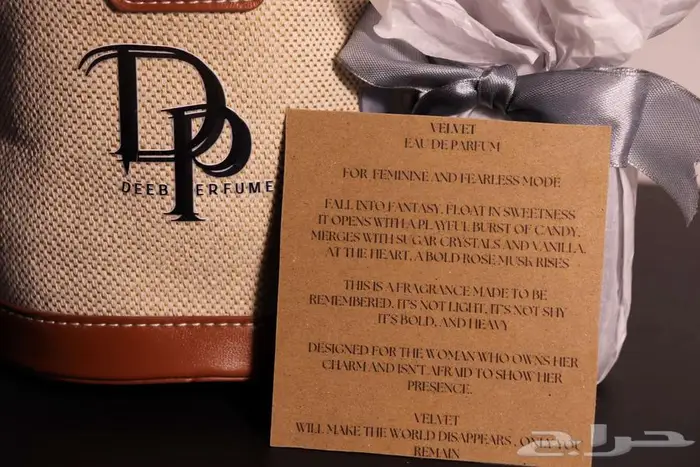 DP
DEEB PERFUME
VELVET
EAU DE PARFUM
FOR FEMININE AND FEARLESS MODE
FALL INTO FANTASY, FLOAT IN SWEETNESS
IT OPENS WITH A PLAYFUL BURST OF CANDY,
MERGES WITH SUGAR CRYSTALS AND VANILLA,
AT THE HEART, A BOLD ROSE MUSK RISES
THIS IS A FRAGRANCE MADE TO BE
REMEMBERED, IT'S NOT LIGHT, IT'S NOT SHY
IT'S BOLD, AND HEAVY
DESIGNED FOR THE WOMAN WHO OWNS HER
CHARM AND ISN'T AFRAID TO SHOW HER
PRESENCE.
VELVET
WILL MAKE THE WORLD DISAPPEARS , ONLY YOU
REMAIN
حراج